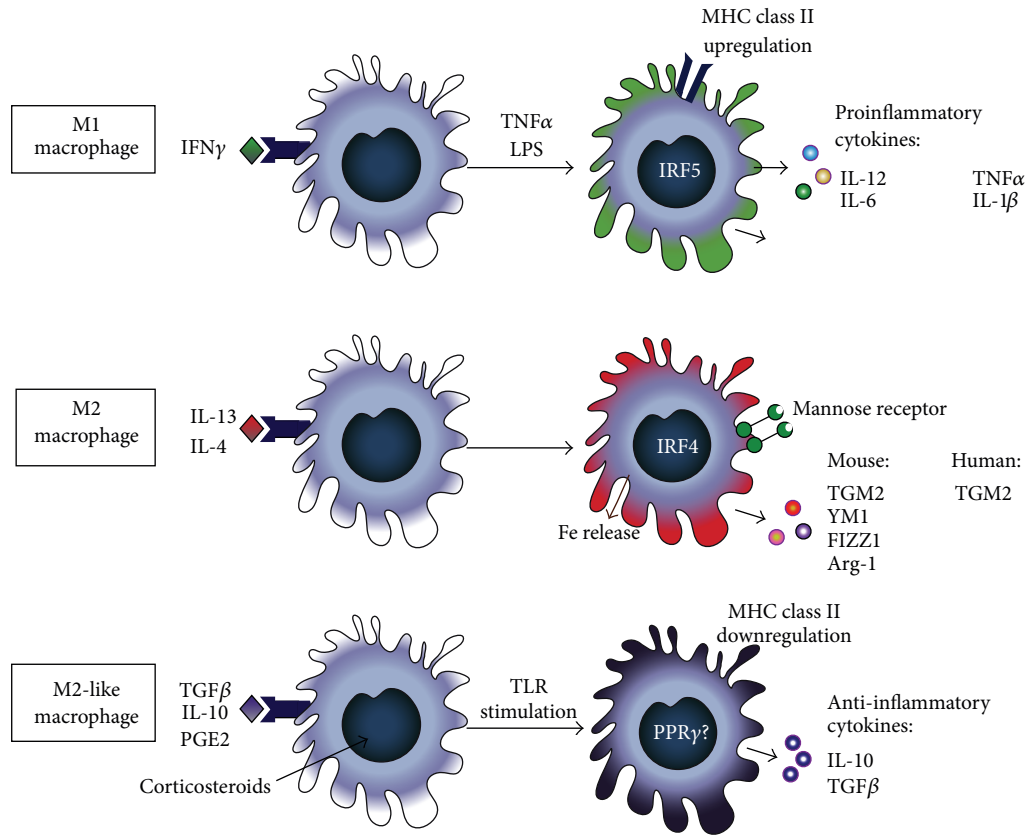 MHC class II
upregulation
M1
macrophage
IFNγ
TNFα
LPS
IRF5
Proinflammatory
cytokines:
IL-12 TNFα
IL-6 IL-1β
M2
macrophage
IL-13
IL-4
IRF4
Mannose receptor
Fe release
Mouse: Human:
TGM2 TGM2
YM1
FIZZ1
Arg-1
M2-like
macrophage
TGFβ
IL-10
PGE2
Corticosteroids
TLR
stimulation
MHC class II
downregulation
PPRγ?
Anti-inflammatory
cytokines:
IL-10
TGFβ